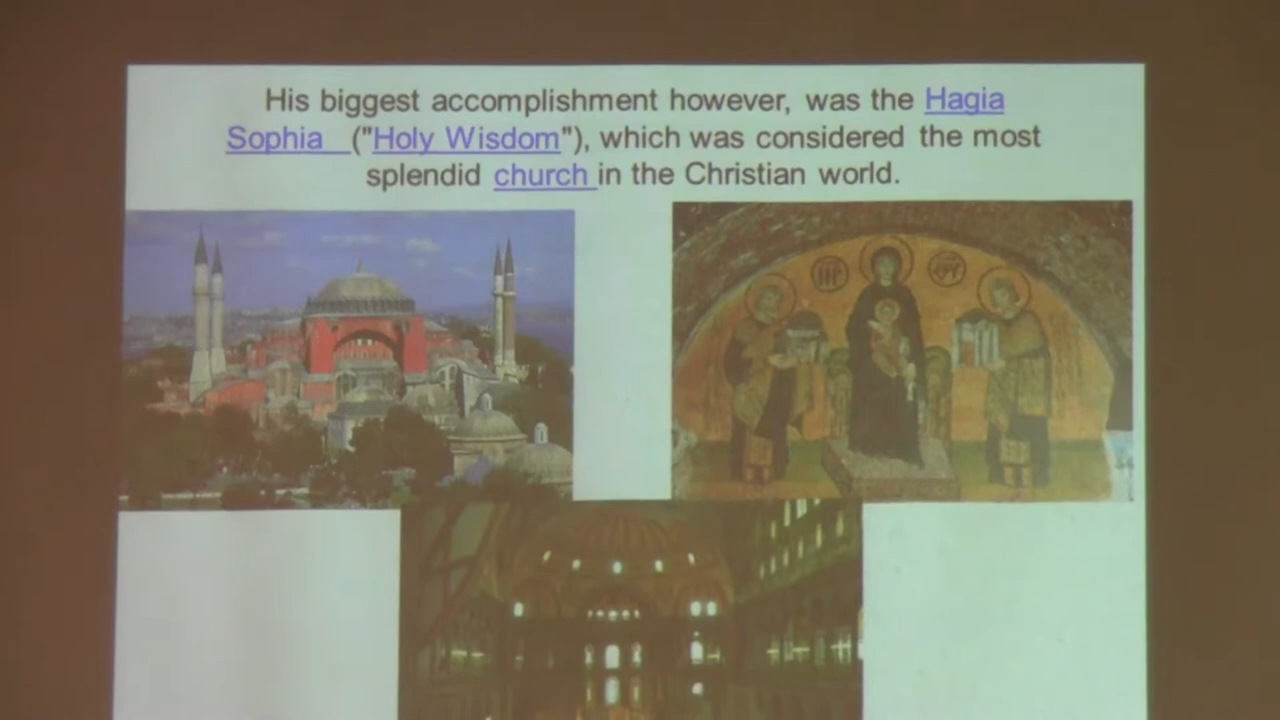 His biggest accomplishment however, was the Hagia
Sophia ("Holy Wisdom"), which was considered the most
splendid church in the Christian world.